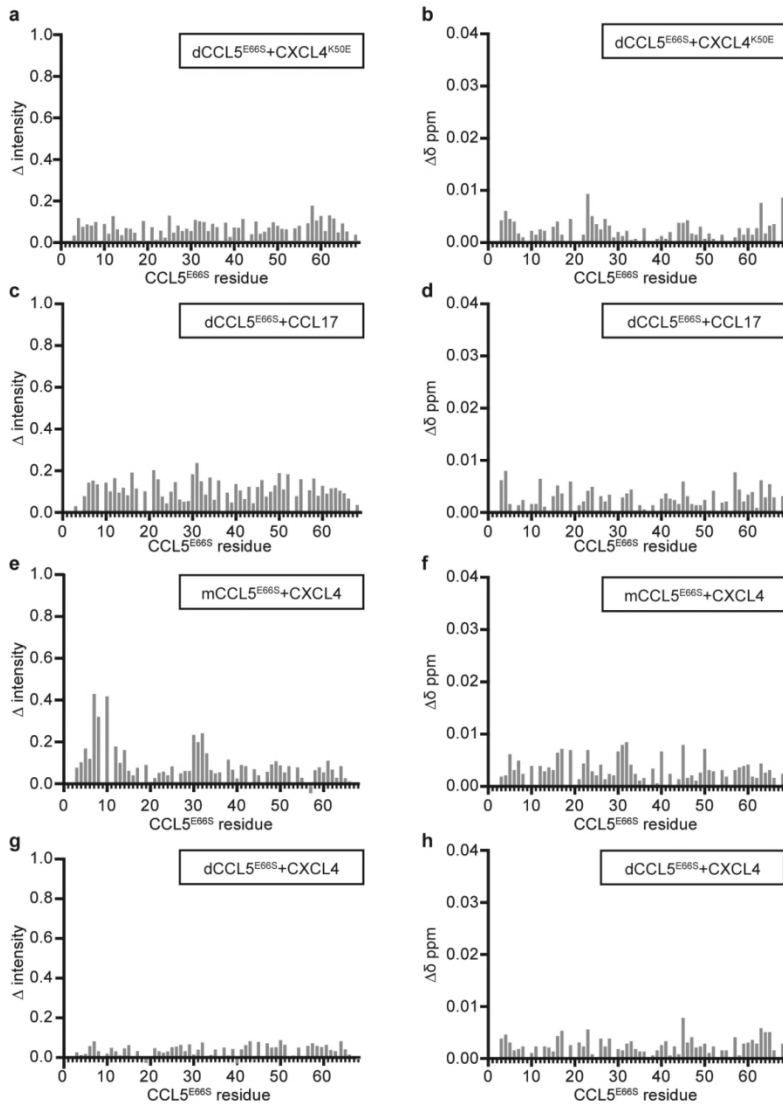 a
dCCL5E66S+CXCL4K50E
1.0
0.8
0.6
0.4
0.2
0.0
Δ intensity
0 10 20 30 40 50 60
CCL5E66S residue
b
dCCL5E66S+CXCL4K50E
0.04
0.03
0.02
0.01
0.00
Δδ ppm
0 10 20 30 40 50 60
CCL5E66S residue
c
dCCL5E66S+CCL17
1.0
0.8
0.6
0.4
0.2
0.0
Δ intensity
0 10 20 30 40 50 60
CCL5E66S residue
d
dCCL5E66S+CCL17
0.04
0.03
0.02
0.01
0.00
Δδ ppm
0 10 20 30 40 50 60
CCL5E66S residue
e
mCCL5E66S+CXCL4
1.0
0.8
0.6
0.4
0.2
0.0
Δ intensity
0 10 20 30 40 50 60
CCL5E66S residue
f
mCCL5E66S+CXCL4
0.04
0.03
0.02
0.01
0.00
Δδ ppm
0 10 20 30 40 50 60
CCL5E66S residue
g
dCCL5E66S+CXCL4
1.0
0.8
0.6
0.4
0.2
0.0
Δ intensity
0 10 20 30 40 50 60
CCL5E66S residue
h
dCCL5E66S+CXCL4
0.04
0.03
0.02
0.01
0.00
Δδ ppm
0 10 20 30 40 50 60
CCL5E66S residue